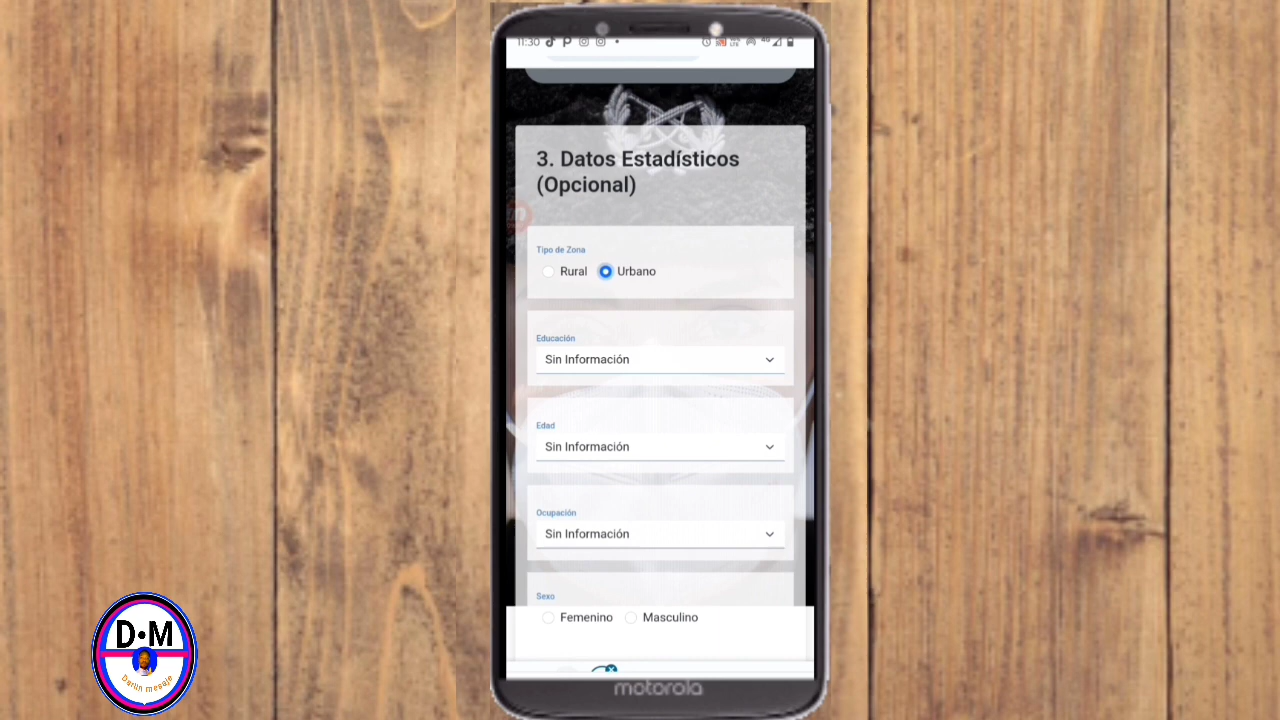 11:30
3. Datos Estadísticos
(Opcional)
Tipo de Zona
Rural Urbano
Educación
Sin Información
Edad
Sin Información
Ocupación
Sin Información
Sexo
Femenino Masculino
motorola
D•M
Darlin mesaje